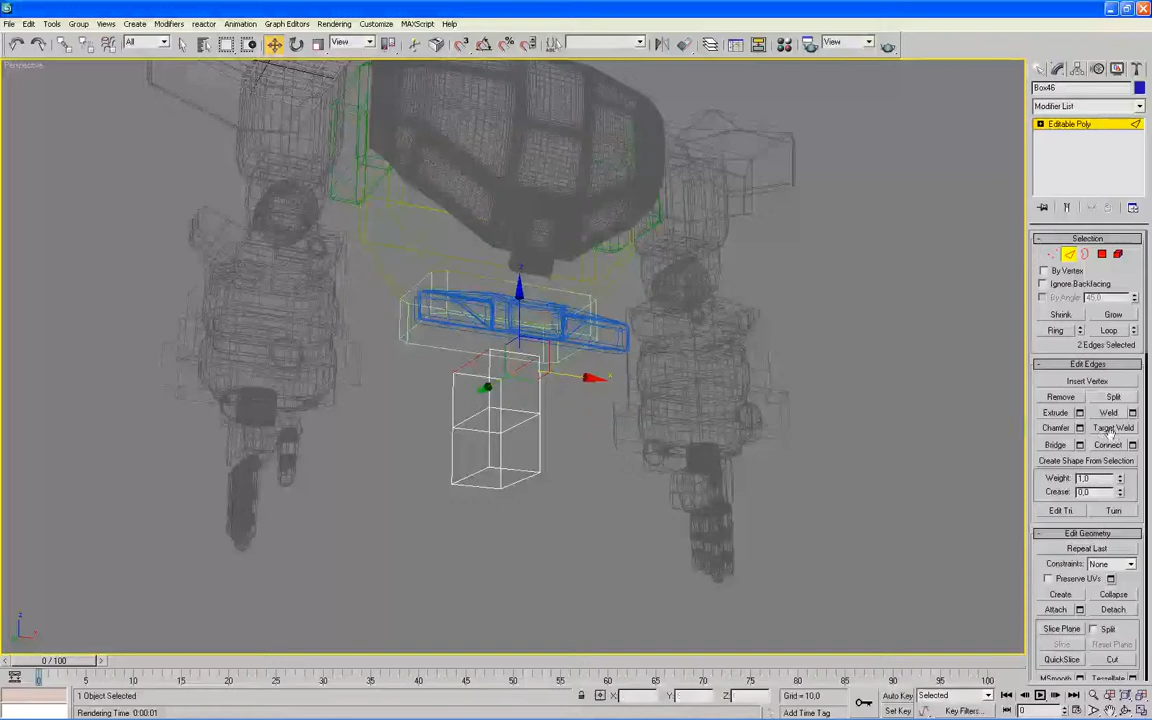 File Edit Tools Group Views Create Modifiers reactor Animation Graph Editors Rendering Customize MAXScript Help
All View View
Perspective
Box46
Modifier List
Editable Poly
Selection
By Vertex
Ignore Backfacing
By Angle: 45,0
Shrink Grow
Ring Loop
2 Edges Selected
Edit Edges
Insert Vertex
Remove Split
Extrude Weld
Chamfer Target Weld
Bridge Connect
Create Shape From Selection
Weight: 1,0
Crease: 0,0
Edit Tri. Turn
Edit Geometry
Repeat Last
Constraints: None
Preserve UVs
Create Collapse
Attach Detach
Slice Plane Split
Slice Reset Plane
QuickSlice Cut
MSmooth Tessellate
0 / 100
0 5 10 15 20 25 30 35 40 45 50 55 60 65 70 75 80 85 90 95 100
1 Object Selected X: Y: Z: Grid = 10,0 Auto Key Selected
Rendering Time 0:00:01 Add Time Tag Set Key Key Filters... 0